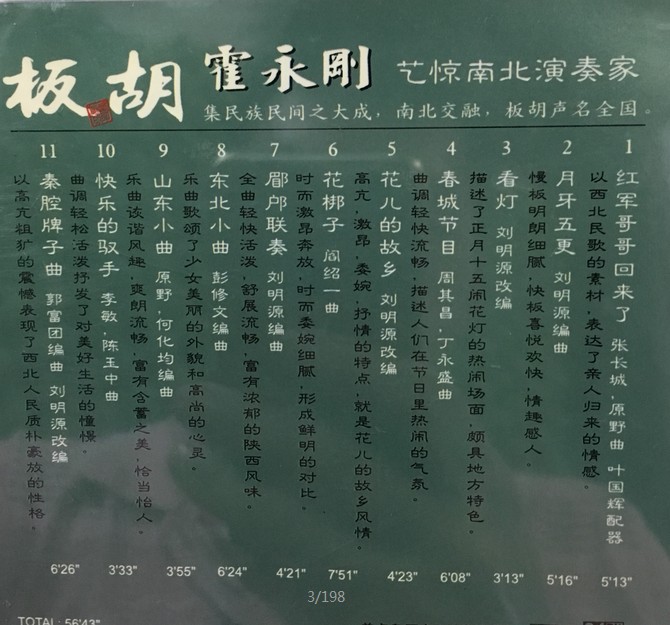 板胡
霍永剛
艺惊南北演奏家
集民族民间之大成，南北交融，板胡声名全国。
1 红军哥哥回来了 张长城,原野曲 叶国辉配器 5'13"
以西北民歌的素材,表达了亲人归来的情感。
2 月牙五更 刘明源编曲 5'16"
慢板明朗细腻,快板喜悦欢快,情趣感人。
3 看灯 刘明源改编 3'13"
描述了正月十五闹花灯的热闹场面,颇具地方特色。
4 春城节目 周其昌,丁永盛曲 6'08"
曲调轻快流畅,描述人们在节日里热闹的气氛。
5 花儿的故乡 刘明源改编 4'23"
高亢,激昂,委婉,抒情的特点,就是花儿的故乡风情。
6 花梆子 阎绍一曲 7'51"
时而激昂奔放,时而委婉细腻,形成鲜明的对比。
7 郿鄠联奏 刘明源编曲 4'21"
全曲轻快活泼,舒展流畅,富有浓郁的陕西风味。
8 东北小曲 彭修文编曲 6'24"
乐曲歌颂了少女美丽的外貌和高尚的心灵。
9 山东小曲 原野,何化均编曲 3'55"
乐曲诙谐风趣,爽朗流畅,富有含蓄之美,恰当怡人。
10 快乐的驭手 李敏,陈玉中曲 3'33"
曲调轻松活泼抒发了对美好生活的憧憬。
11 秦腔牌子曲 郭富团编曲 刘明源改编 6'26"
以高亢粗犷的震憾表现了西北人民质朴豪放的性格。
3/198
TOTAL: 56'43"